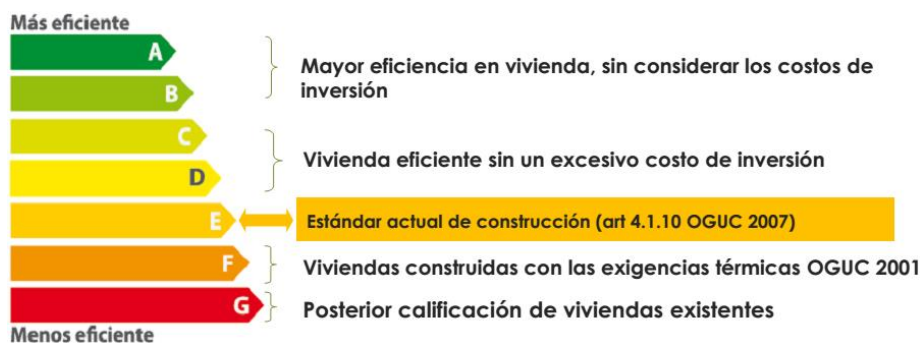 Más eficiente
A
Mayor eficiencia en vivienda, sin considerar los costos de
inversión
B
C
Vivienda eficiente sin un excesivo costo de inversión
D
E
Estándar actual de construcción (art 4.1.10 OGUC 2007)
F
Viviendas construidas con las exigencias térmicas OGUC 2001
G
Posterior calificación de viviendas existentes
Menos eficiente